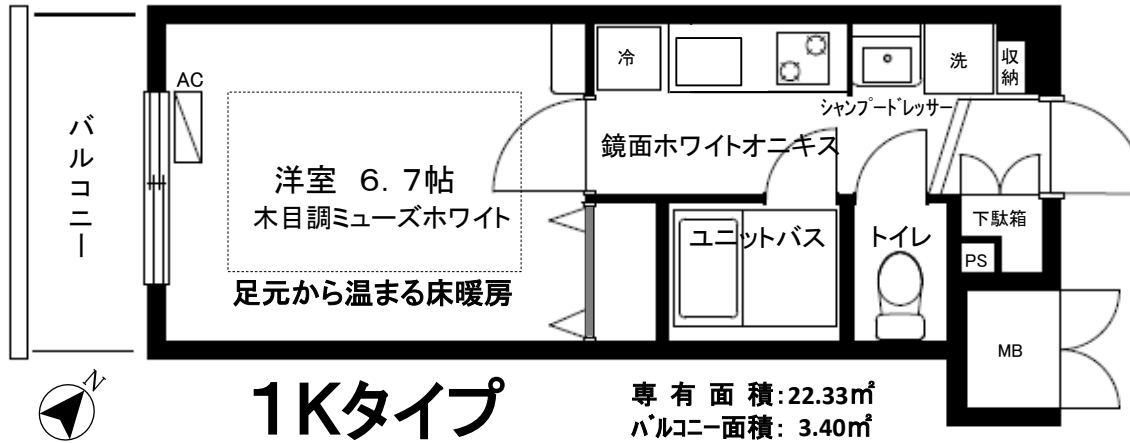 バルコニー
AC
洋室 6.7帖
木目調ミューズホワイト
足元から温まる床暖房
冷
洗
収納
シャンプードレッサー
鏡面ホワイトオニキス
ユニットバス
トイレ
下駄箱
PS
MB
N
1Kタイプ
専有面積:22.33㎡
バルコニー面積: 3.40㎡